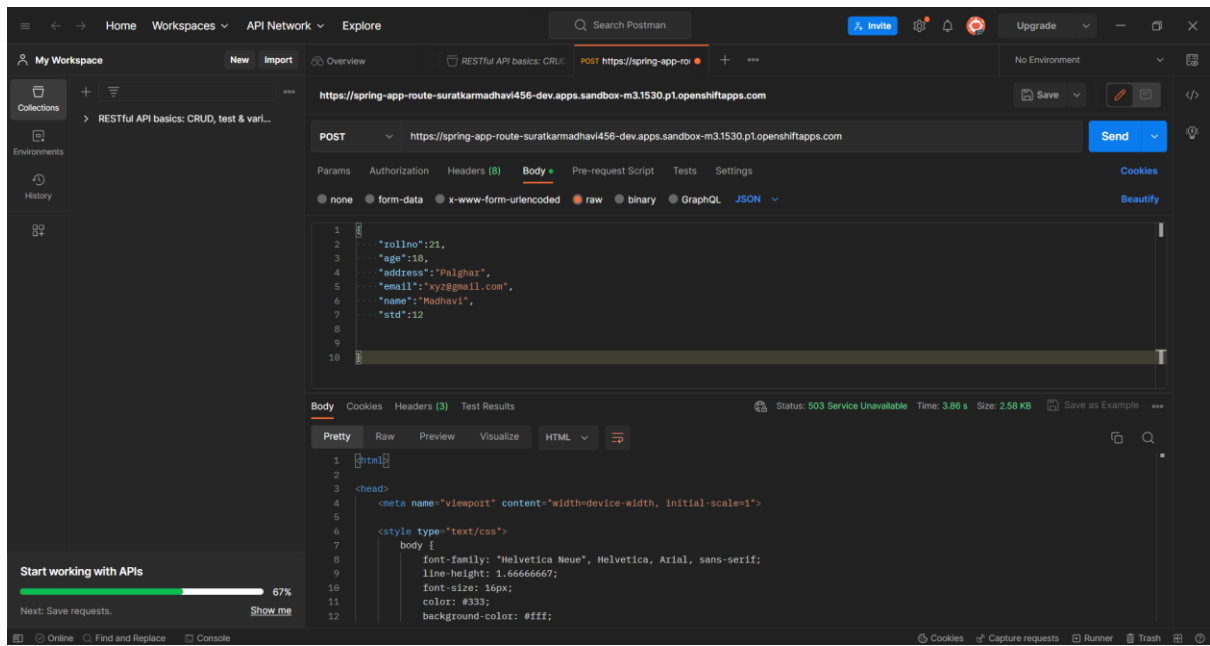 Home Workspaces API Network Explore Search Postman Invite Upgrade
My Workspace New Import Overview RESTful API basics: CRUD POST https://spring-app-rou No Environment
Collections
https://spring-app-route-suratkarmadhavi456-dev.apps.sandbox-m3.1530.p1.openshiftapps.com Save
RESTful API basics: CRUD, test & vari...
POST https://spring-app-route-suratkarmadhavi456-dev.apps.sandbox-m3.1530.p1.openshiftapps.com Send
Environments
Params Authorization Headers (8) Body Pre-request Script Tests Settings Cookies
History
none form-data x-www-form-urlencoded raw binary GraphQL JSON Beautify
1 {
2 "rollno":21,
3 "age":18,
4 "address":"Palghar",
5 "email":"xyz@gmail.com",
6 "name":"Madhavi",
7 "std":12
8
9
10 }
Body Cookies Headers (3) Test Results Status: 503 Service Unavailable Time: 3.86 s Size: 2.58 KB Save as Example
Pretty Raw Preview Visualize HTML
1 <html>
2
3 <head>
4 <meta name="viewport" content="width=device-width, initial-scale=1">
5
6 <style type="text/css">
7 body {
8 font-family: "Helvetica Neue", Helvetica, Arial, sans-serif;
9 line-height: 1.66666667;
10 font-size: 16px;
11 color: #333;
12 background-color: #fff;
Start working with APIs
67%
Next: Save requests. Show me
Online Find and Replace Console Cookies Capture requests Runner Trash